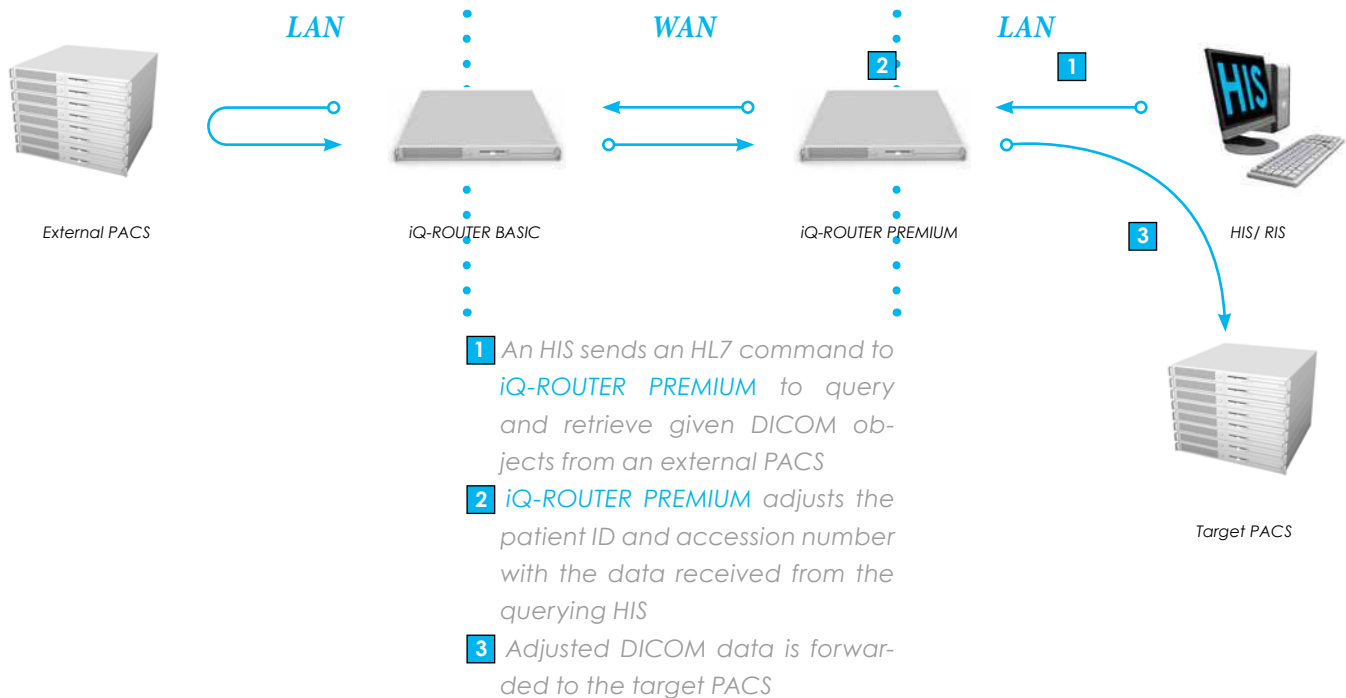 LAN
WAN
LAN
2
1
HIS
External PACS
iQ-ROUTER BASIC
iQ-ROUTER PREMIUM
3
HIS/ RIS
1 An HIS sends an HL7 command to
iQ-ROUTER PREMIUM to query
and retrieve given DICOM ob-
jects from an external PACS
2 iQ-ROUTER PREMIUM adjusts the
patient ID and accession number
with the data received from the
querying HIS
3 Adjusted DICOM data is forwar-
ded to the target PACS
Target PACS